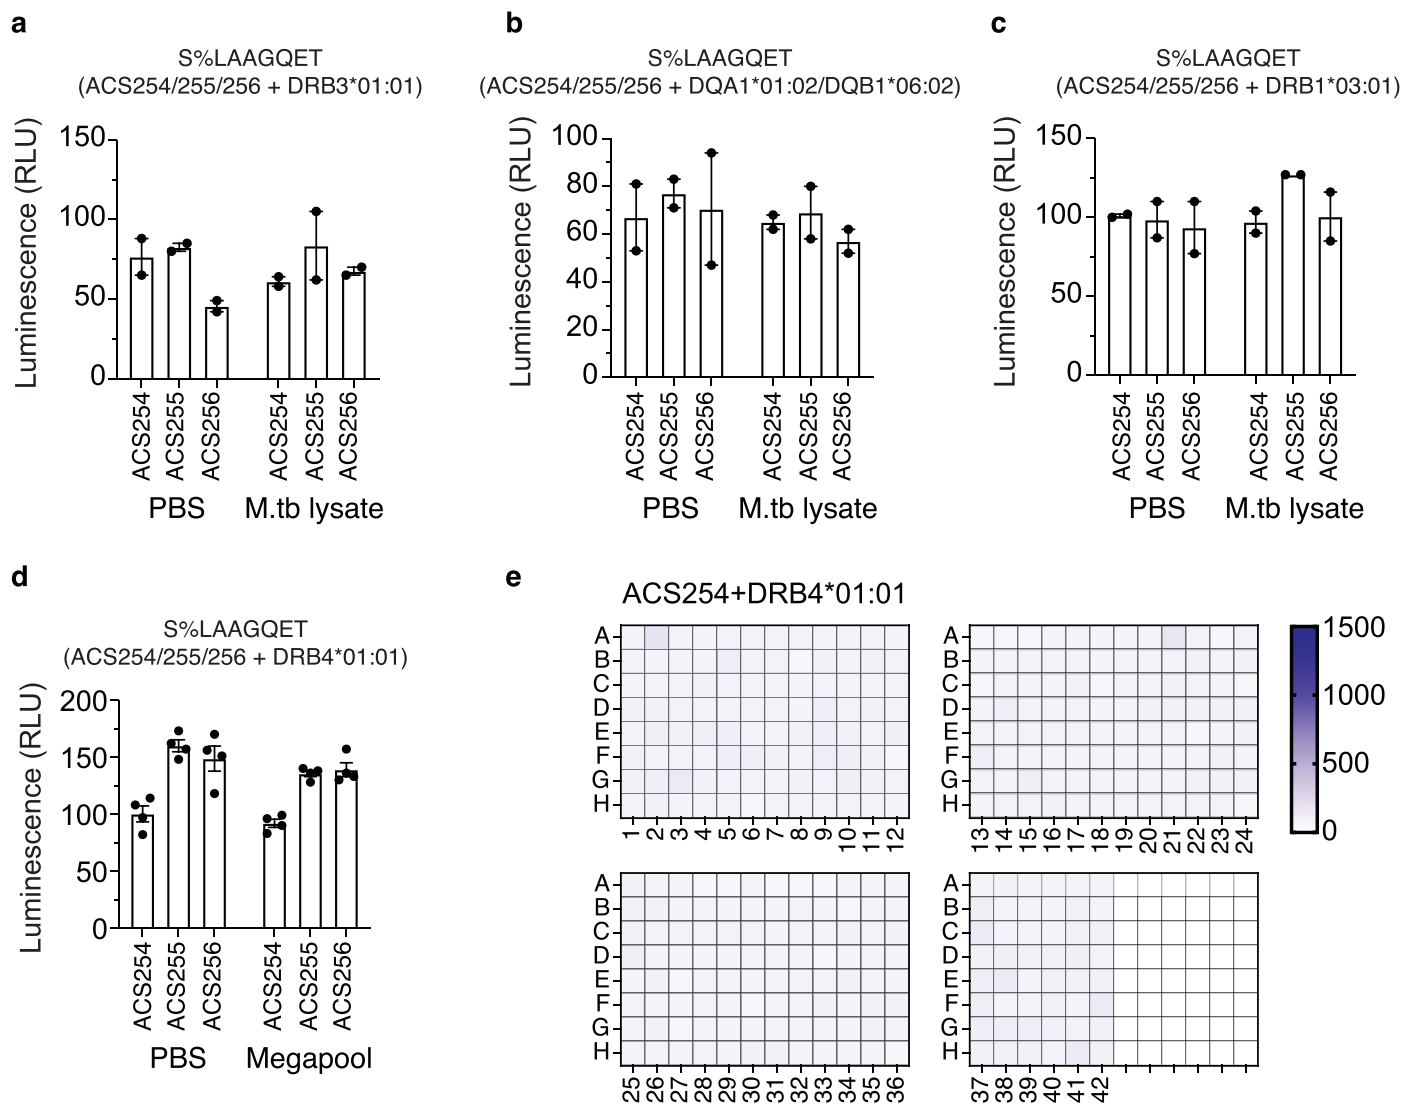 a
S%LAAGQET
(ACS254/255/256 + DRB3*01:01)
Luminescence (RLU)
150
100
50
0
ACS254
ACS255
ACS256
ACS254
ACS255
ACS256
PBS
M.tb lysate
b
S%LAAGQET
(ACS254/255/256 + DQA1*01:02/DQB1*06:02)
Luminescence (RLU)
100
80
60
40
20
0
ACS254
ACS255
ACS256
ACS254
ACS255
ACS256
PBS
M.tb lysate
c
S%LAAGQET
(ACS254/255/256 + DRB1*03:01)
Luminescence (RLU)
150
100
50
0
ACS254
ACS255
ACS256
ACS254
ACS255
ACS256
PBS
M.tb lysate
d
S%LAAGQET
(ACS254/255/256 + DRB4*01:01)
Luminescence (RLU)
200
150
100
50
0
ACS254
ACS255
ACS256
ACS254
ACS255
ACS256
PBS
Megapool
e
ACS254+DRB4*01:01
A
B
C
D
E
F
G
H
1 2 3 4 5 6 7 8 9 10 11 12
A
B
C
D
E
F
G
H
13 14 15 16 17 18 19 20 21 22 23 24
1500
1000
500
0
A
B
C
D
E
F
G
H
25 26 27 28 29 30 31 32 33 34 35 36
A
B
C
D
E
F
G
H
37 38 39 40 41 42